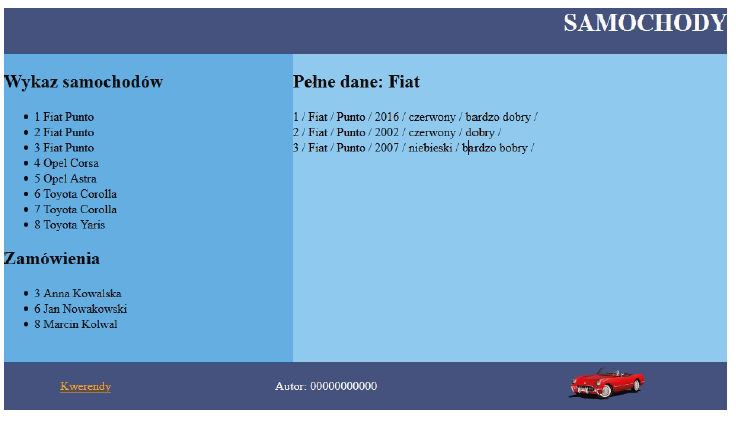 SAMOCHODY
Wykaz samochodów
1 Fiat Punto
2 Fiat Punto
3 Fiat Punto
4 Opel Corsa
5 Opel Astra
6 Toyota Corolla
7 Toyota Corolla
8 Toyota Yaris
Zamówienia
3 Anna Kowalska
6 Jan Nowakowski
8 Marcin Kolwal
Pełne dane: Fiat
1 / Fiat / Punto / 2016 / czerwony / bardzo dobry /
2 / Fiat / Punto / 2002 / czerwony / dobry /
3 / Fiat / Punto / 2007 / niebieski / bardzo bobry /
Kwerendy
Autor: 00000000000